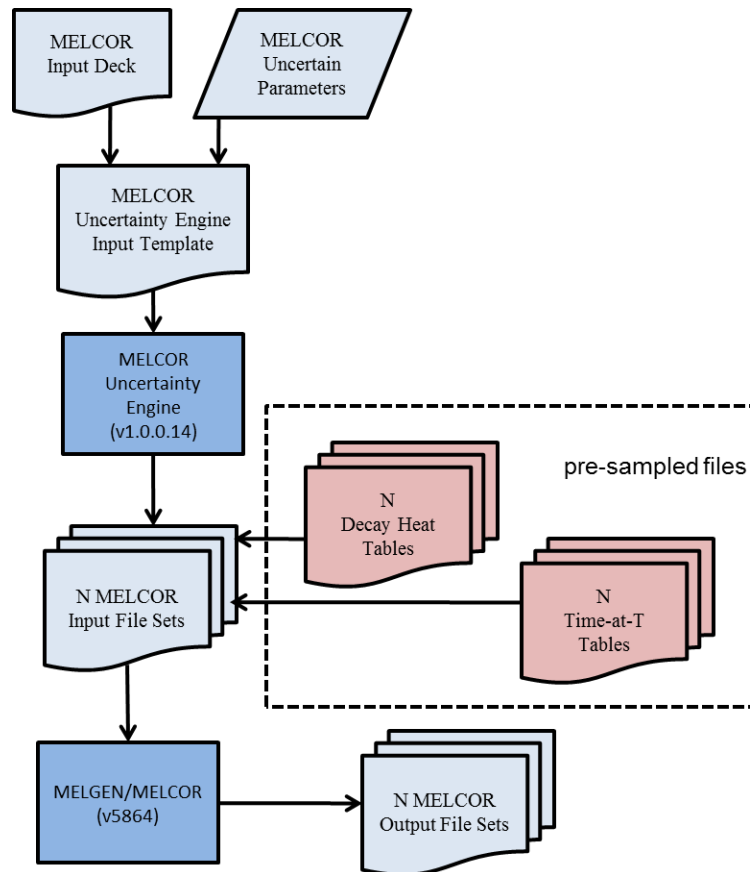 MELCOR
Input Deck
MELCOR
Uncertain
Parameters
MELCOR
Uncertainty Engine
Input Template
MELCOR
Uncertainty
Engine
(v1.0.0.14)
pre-sampled files
N
Decay Heat
Tables
N
Time-at-T
Tables
N MELCOR
Input File Sets
MELGEN/MELCOR
(v5864)
N MELCOR
Output File Sets